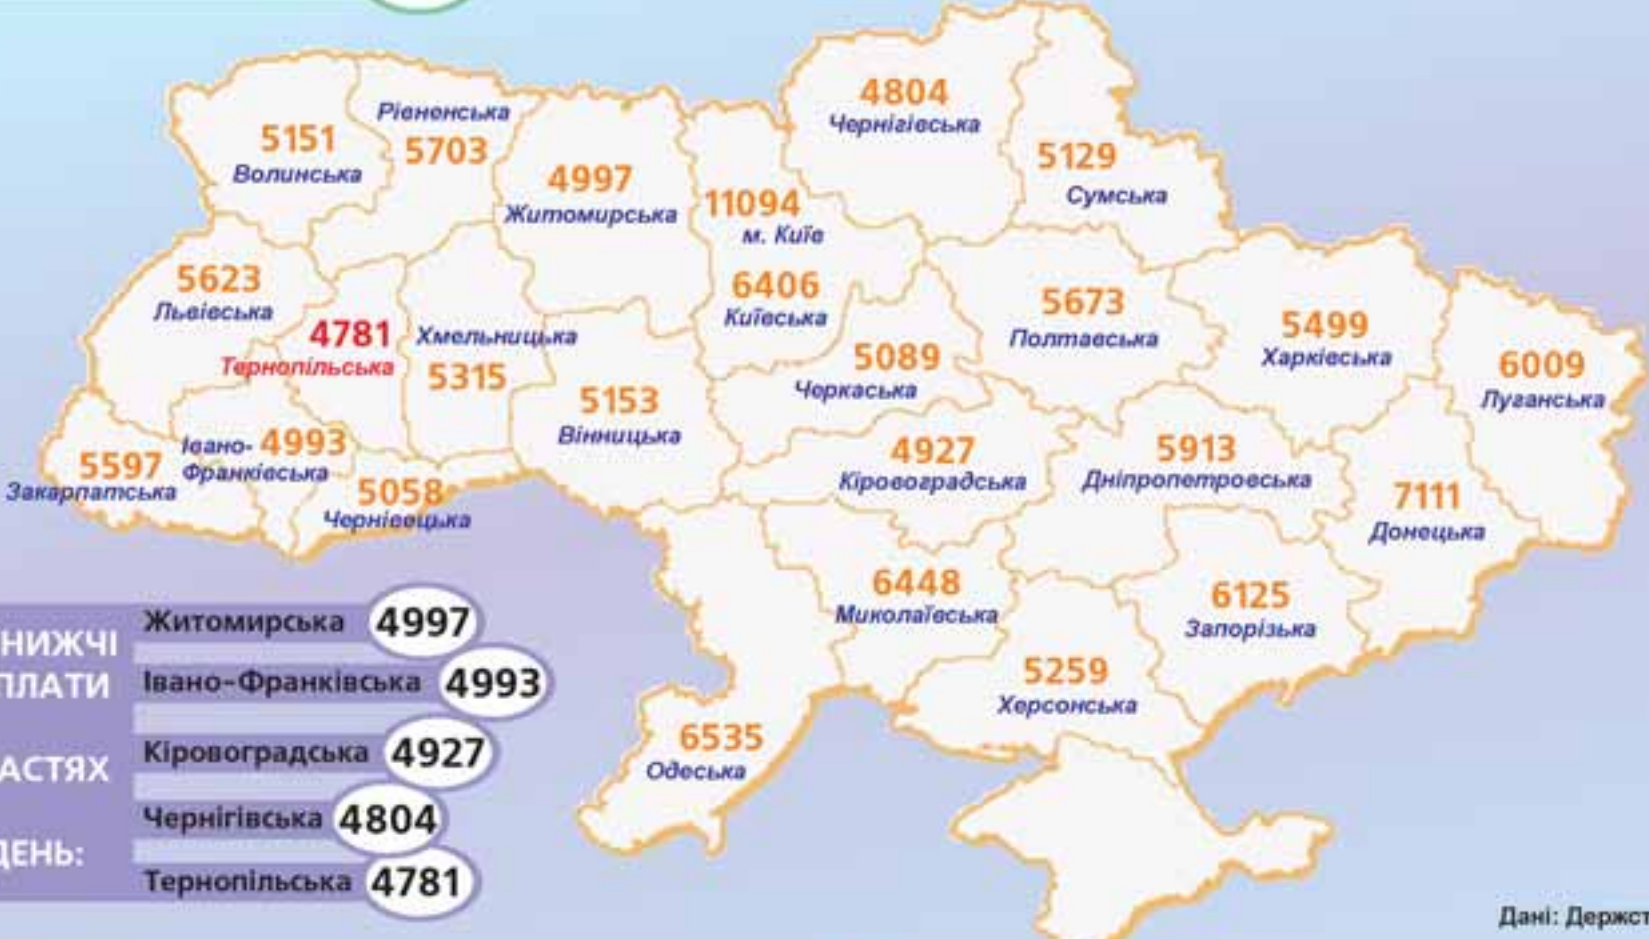 4804
Чернігівська
Рівненська
5703
5151
Волинська
5129
Сумська
4997
Житомирська
11094
м. Київ
6406
Київська
5623
Львівська
4781
Тернопільська
Хмельницька
5315
5673
Полтавська
5499
Харківська
6009
Луганська
5089
Черкаська
5153
Вінницька
Івано- 4993
Франківська
5597
Закарпатська
5058
Чернівецька
4927
Кіровоградська
5913
Дніпропетровська
7111
Донецька
6448
Миколаївська
6125
Запорізька
5259
Херсонська
6535
Одеська
НИЖЧІ
ПЛАТИ
АСТЯХ
ДЕНЬ:
Житомирська 4997
Івано-Франківська 4993
Кіровоградська 4927
Чернігівська 4804
Тернопільська 4781
Дані: Держст